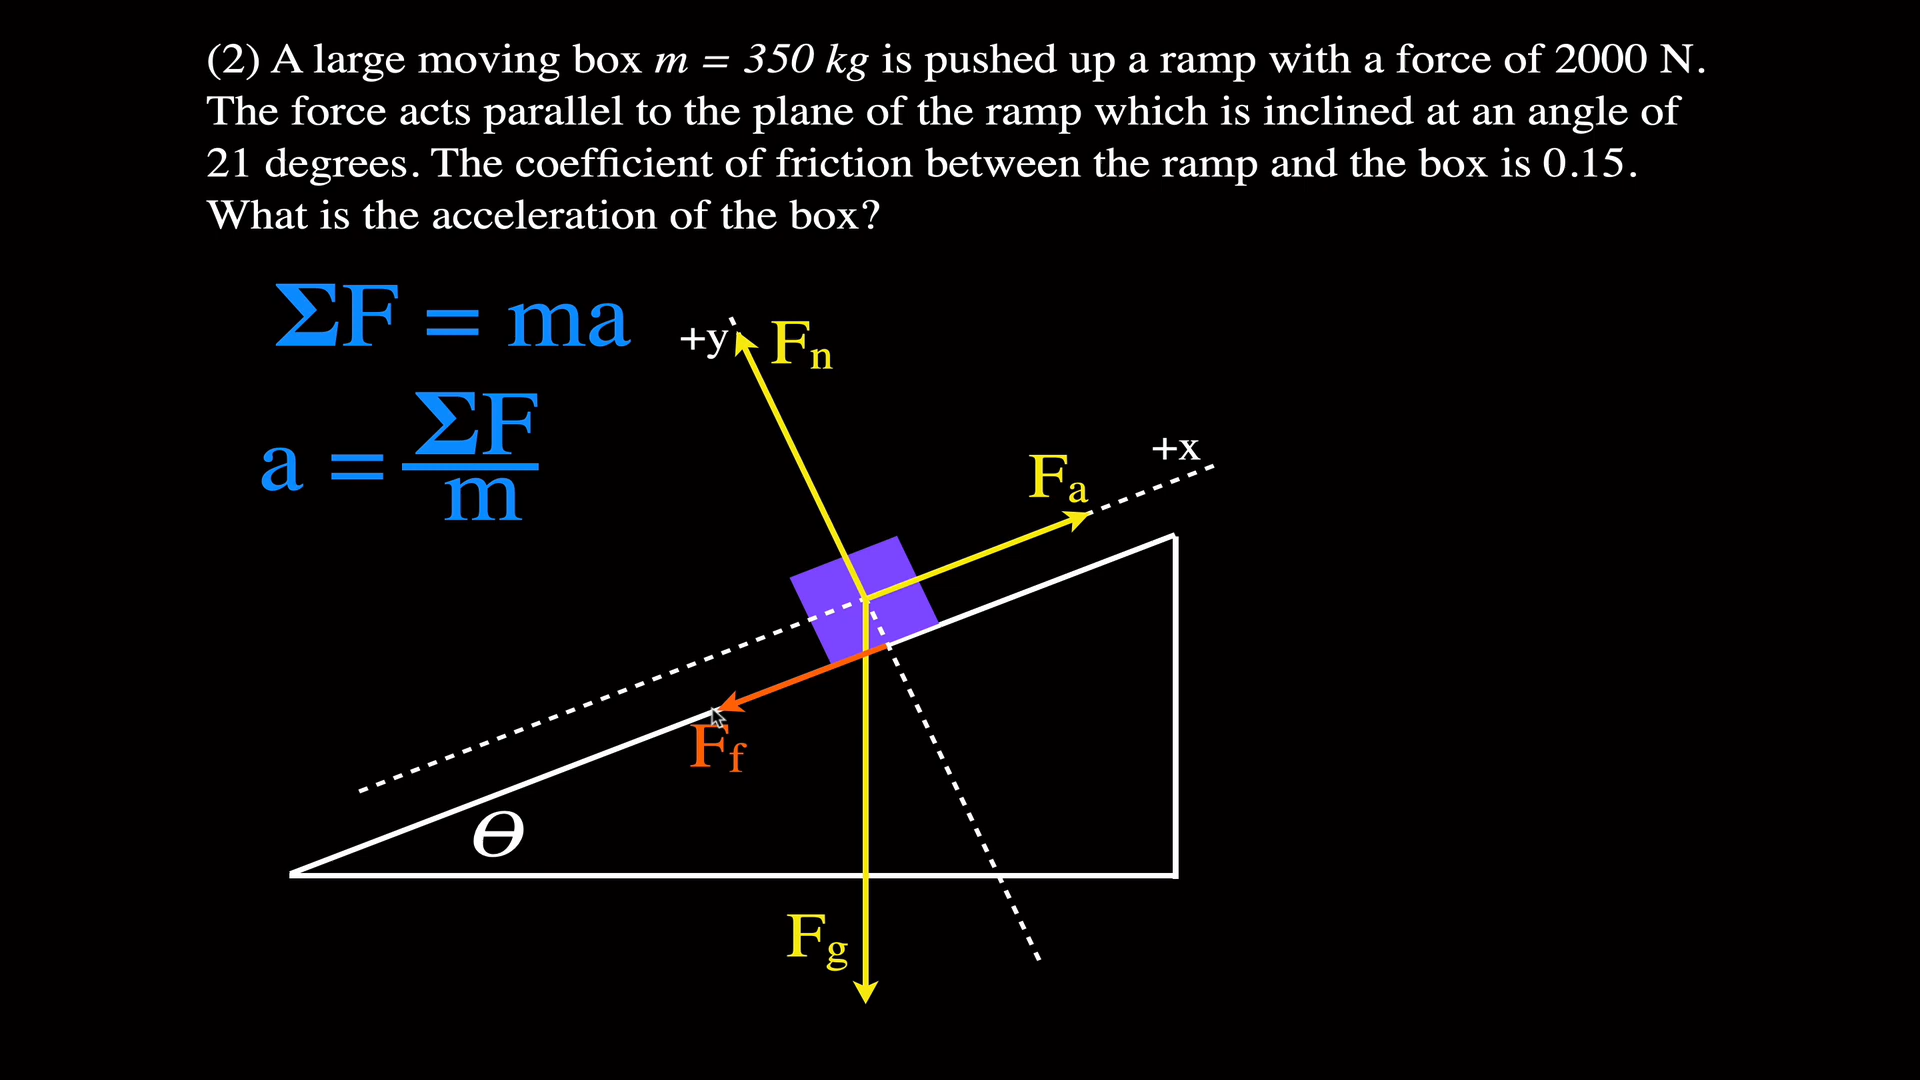 (2) A large moving box m = 350 kg is pushed up a ramp with a force of 2000 N.
The force acts parallel to the plane of the ramp which is inclined at an angle of
21 degrees. The coefficient of friction between the ramp and the box is 0.15.
What is the acceleration of the box?
ΣF = ma
+y
Fn
a = ΣF
m
+x
Fa
Ff
Θ
Fg